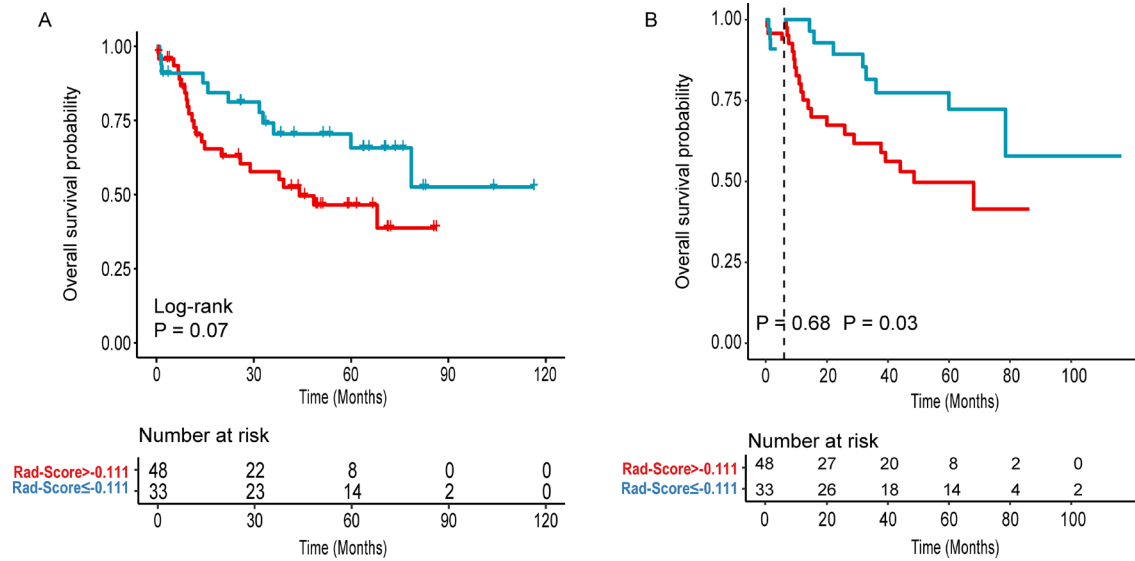 A
Overall survival probability
1.00
0.75
0.50
0.25
0.00
Log-rank
P = 0.07
0 30 60 90 120
Time (Months)
Number at risk
Rad-Score>-0.111 48 22 8 0 0
Rad-Score≤-0.111 33 23 14 2 0
0 30 60 90 120
Time (Months)
B
Overall survival probability
1.00
0.75
0.50
0.25
0.00
P = 0.68 P = 0.03
0 20 40 60 80 100
Time (Months)
Number at risk
Rad-Score>-0.111 48 27 20 8 2 0
Rad-Score≤-0.111 33 26 18 14 4 2
0 20 40 60 80 100
Time (Months)